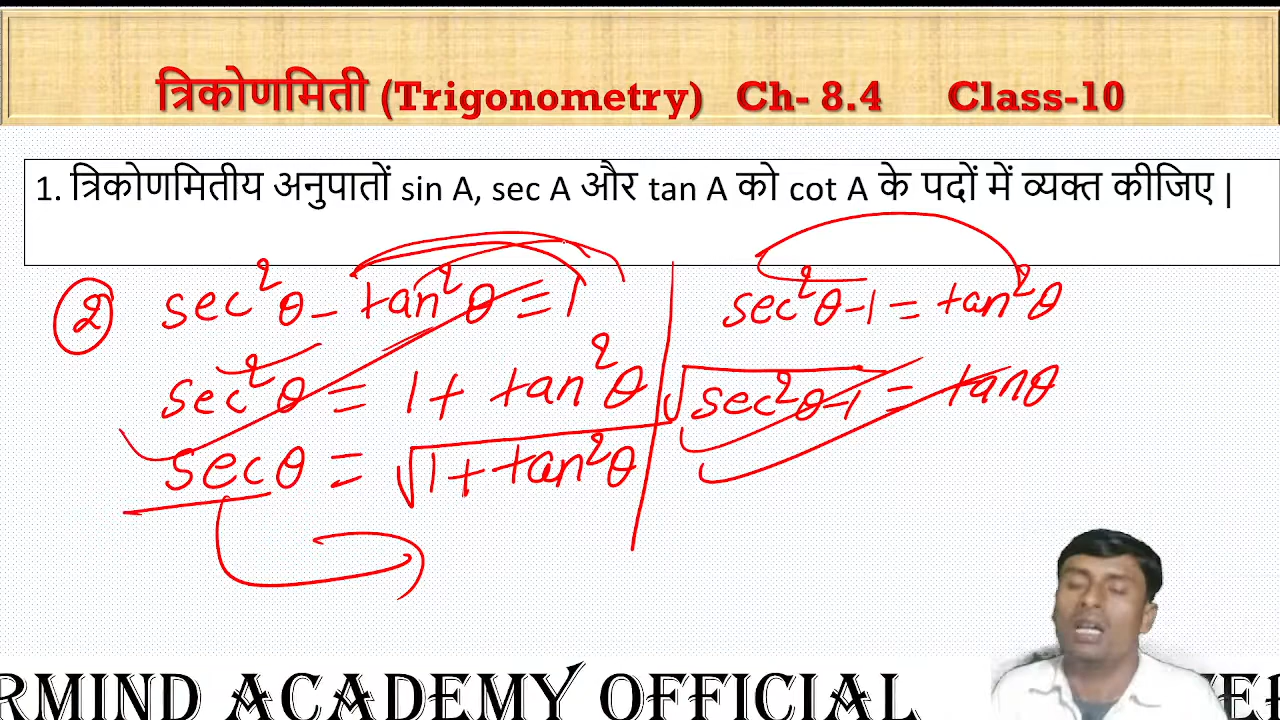 त्रिकोणमिती (Trigonometry) Ch- 8.4 Class-10
1. त्रिकोणमितीय अनुपातों sin A, sec A और tan A को cot A के पदों में व्यक्त कीजिए |
② sec²θ - tan²θ = 1
sec²θ = 1 + tan²θ
secθ = √1 + tan²θ
sec²θ - 1 = tan²θ
√sec²θ - 1 = tanθ
RMIND ACADEMY OFFICIAL